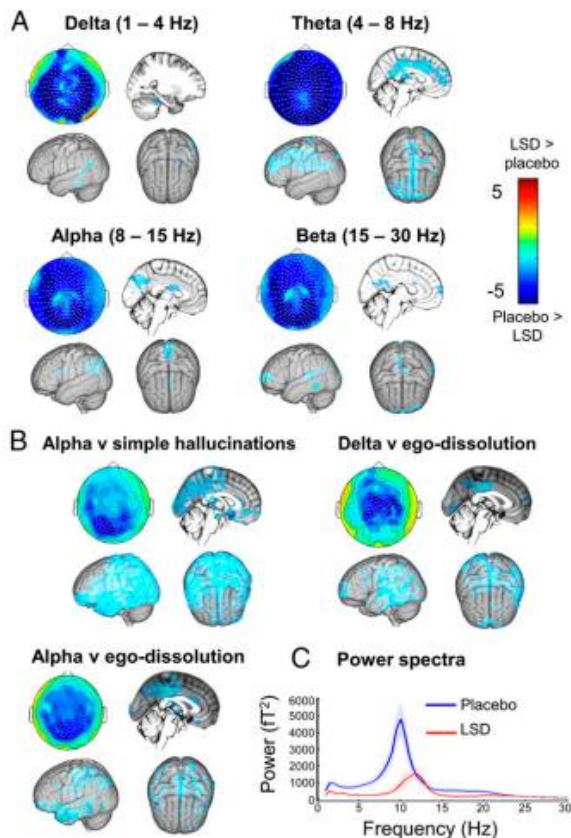 A
Delta (1 – 4 Hz)
Theta (4 – 8 Hz)
Alpha (8 – 15 Hz)
Beta (15 – 30 Hz)
LSD >
placebo
5
-5
Placebo >
LSD
B
Alpha v simple hallucinations
Delta v ego-dissolution
Alpha v ego-dissolution
C Power spectra
Power (fT²)
6000
5000
4000
3000
2000
1000
0
Placebo
LSD
0 5 10 15 20 25 30
Frequency (Hz)